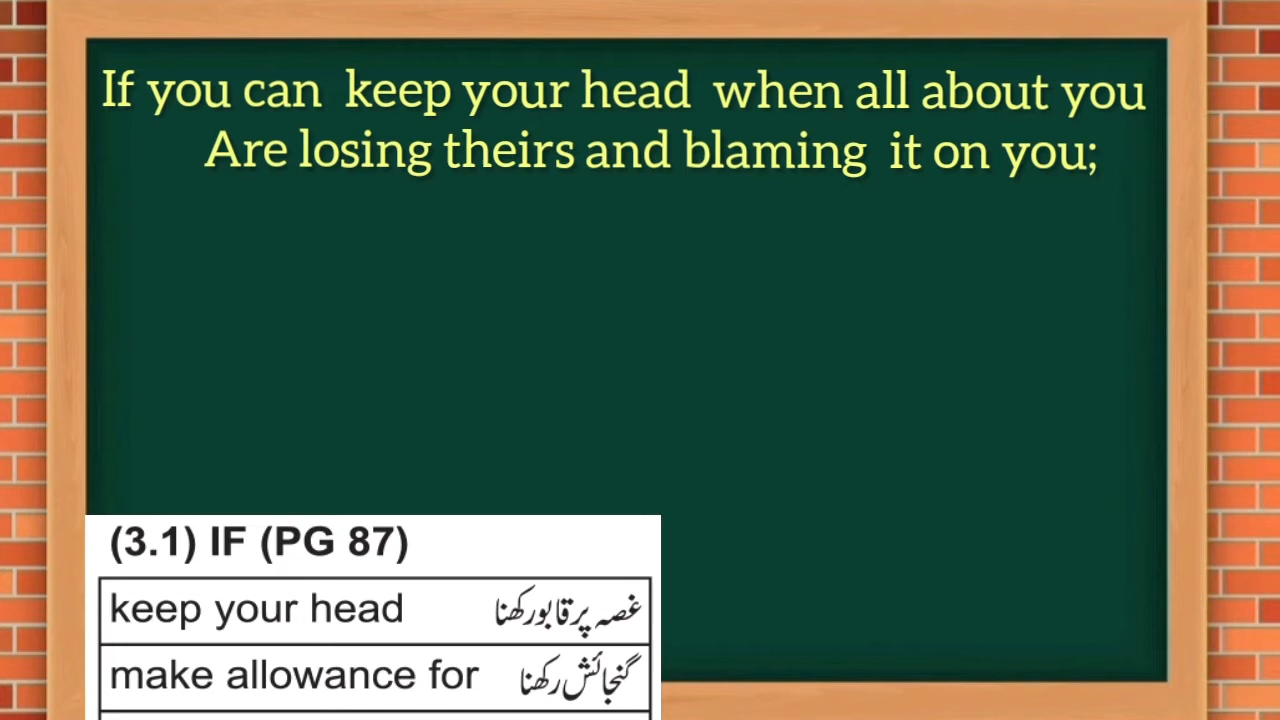 If you can keep your head when all about you
Are losing theirs and blaming it on you;
(3.1) IF (PG 87)
keep your head غصہ پر قابو رکھنا
make allowance for گنجائش رکھنا